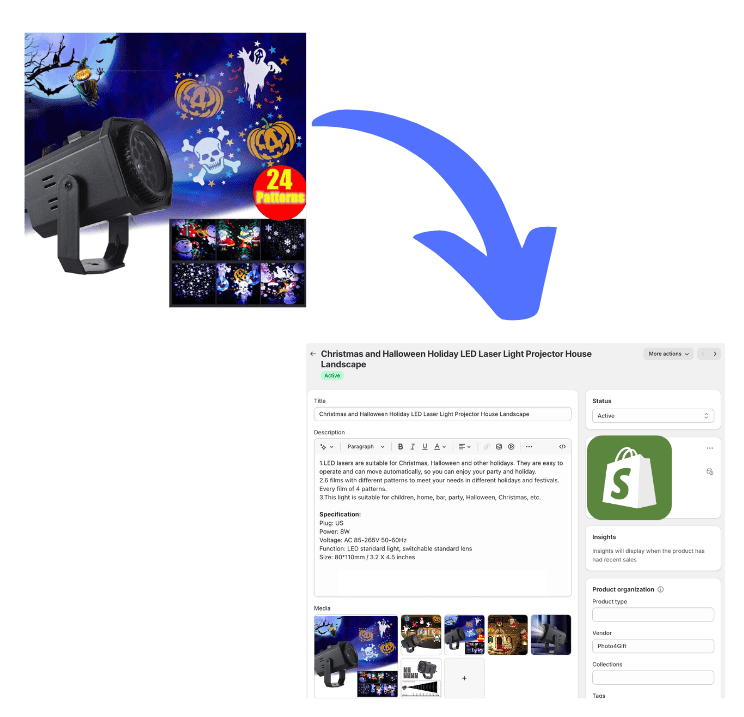 24
Patterns
Christmas and Halloween Holiday LED Laser Light Projector House
Landscape
Active
More actions
Title
Christmas and Halloween Holiday LED Laser Light Projector House Landscape
Description
Paragraph
B I U A
1.LED lasers are suitable for Christmas, Halloween and other holidays. They are easy to
operate and can move automatically, so you can enjoy your party and holiday.
2.6 films with different patterns to meet your needs in different holidays and festivals.
Every film of 4 patterns.
3.This light is suitable for children, home, bar, party, Halloween, Christmas, etc.
Specification:
Plug: US
Power: 8W
Voltage: AC 85-265V 50-60Hz
Function: LED standard light, switchable standard lens
Size: 80*110mm / 3.2 X 4.5 inches
Media
Status
Active
S
Insights
Insights will display when the product has
had recent sales
Product organization
Product type
Vendor
Photo4Gift
Collections
Tags